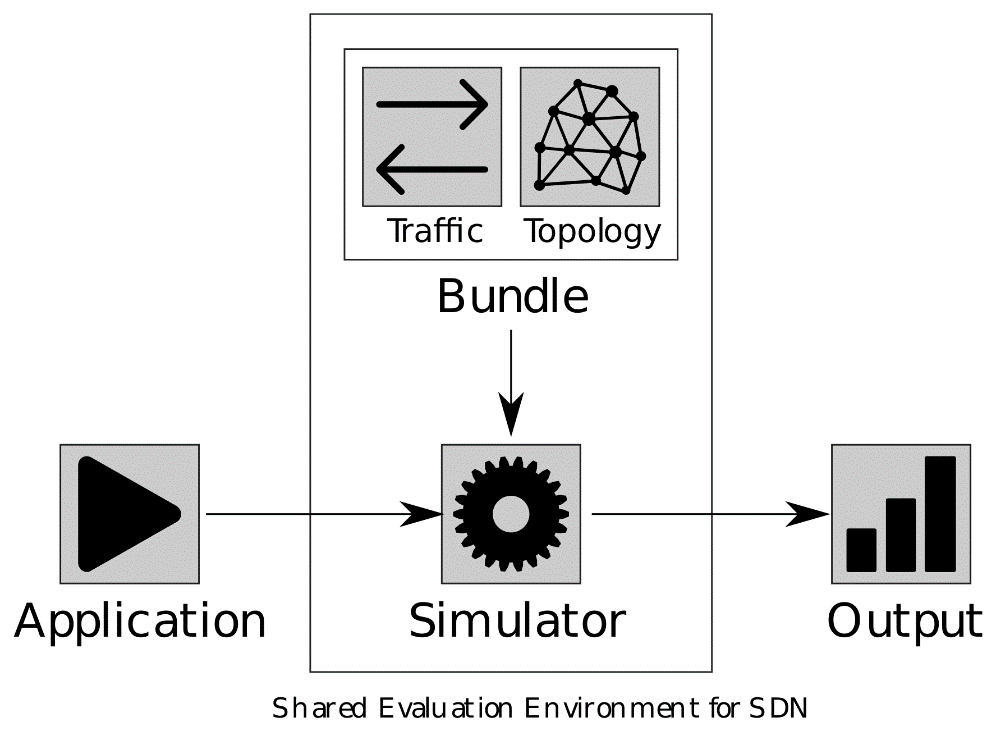 Traffic Topology
Bundle
Application Simulator Output
Shared Evaluation Environment for SDN